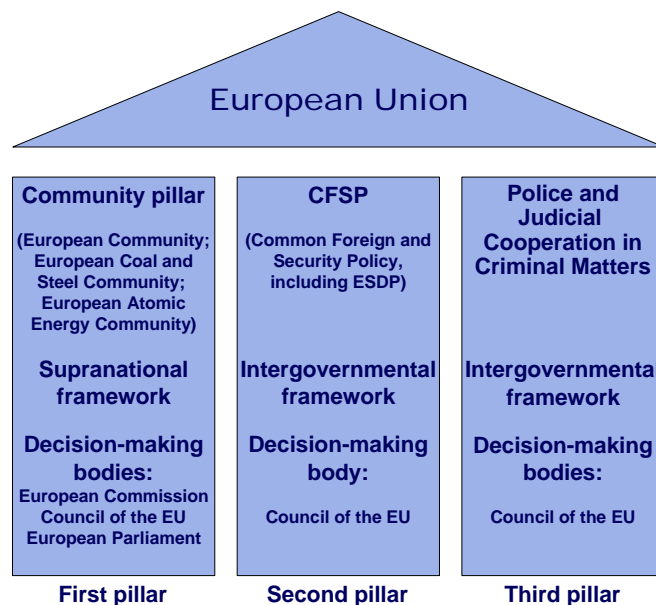 European Union
Community pillar
(European Community;
European Coal and
Steel Community;
European Atomic
Energy Community)
Supranational
framework
Decision-making
bodies:
European Commission
Council of the EU
European Parliament
First pillar
CFSP
(Common Foreign and
Security Policy,
including ESDP)
Intergovernmental
framework
Decision-making
body:
Council of the EU
Second pillar
Police and
Judicial
Cooperation in
Criminal Matters
Intergovernmental
framework
Decision-making
bodies:
Council of the EU
Third pillar